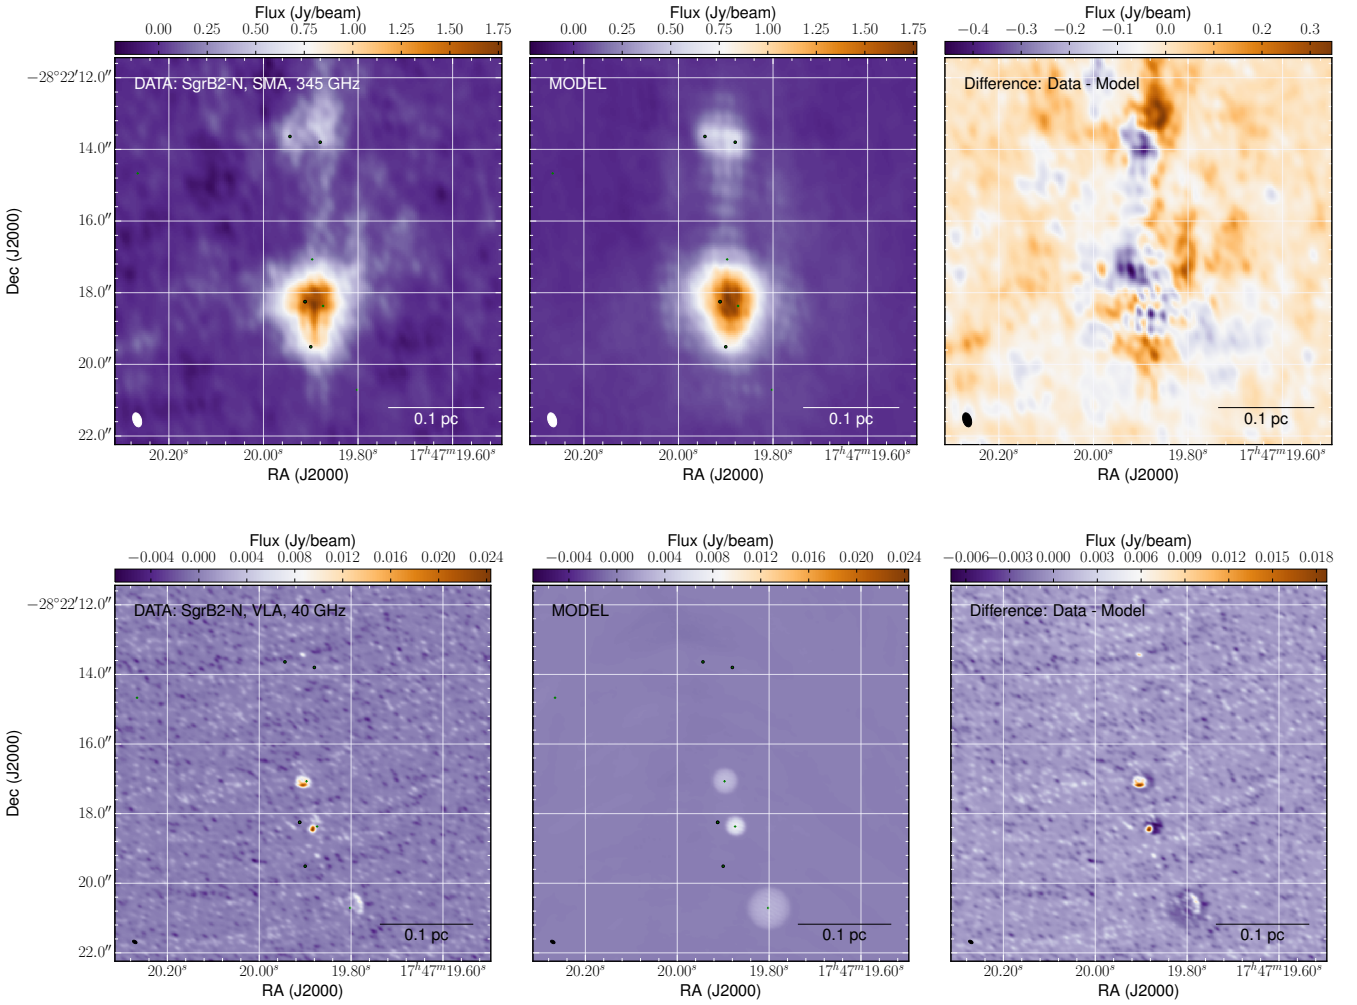 Flux (Jy/beam) Flux (Jy/beam) Flux (Jy/beam)
0.00 0.25 0.50 0.75 1.00 1.25 1.50 1.75 0.00 0.25 0.50 0.75 1.00 1.25 1.50 1.75 −0.4 −0.3 −0.2 −0.1 0.0 0.1 0.2 0.3
−28°22′12.0″ DATA: SgrB2-N, SMA, 345 GHz MODEL Difference: Data - Model
14.0″
16.0″
Dec (J2000)
18.0″
20.0″
0.1 pc 0.1 pc 0.1 pc
22.0″
20.20ˢ 20.00ˢ 19.80ˢ 17ʰ47ᵐ19.60ˢ 20.20ˢ 20.00ˢ 19.80ˢ 17ʰ47ᵐ19.60ˢ 20.20ˢ 20.00ˢ 19.80ˢ 17ʰ47ᵐ19.60ˢ
RA (J2000) RA (J2000) RA (J2000)
Flux (Jy/beam) Flux (Jy/beam) Flux (Jy/beam)
−0.004 0.000 0.004 0.008 0.012 0.016 0.020 0.024 −0.004 0.000 0.004 0.008 0.012 0.016 0.020 0.024 −0.006 −0.003 0.000 0.003 0.006 0.009 0.012 0.015 0.018
−28°22′12.0″ DATA: SgrB2-N, VLA, 40 GHz MODEL Difference: Data - Model
14.0″
16.0″
Dec (J2000)
18.0″
20.0″
0.1 pc 0.1 pc 0.1 pc
22.0″
20.20ˢ 20.00ˢ 19.80ˢ 17ʰ47ᵐ19.60ˢ 20.20ˢ 20.00ˢ 19.80ˢ 17ʰ47ᵐ19.60ˢ 20.20ˢ 20.00ˢ 19.80ˢ 17ʰ47ᵐ19.60ˢ
RA (J2000) RA (J2000) RA (J2000)